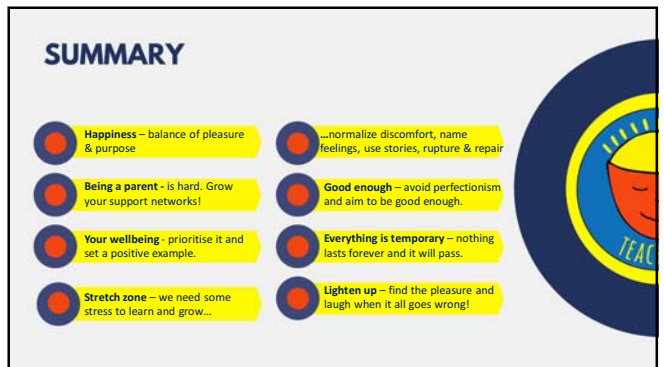 SUMMARY
Happiness – balance of pleasure
& purpose
Being a parent - is hard. Grow
your support networks!
Your wellbeing - prioritise it and
set a positive example.
Stretch zone – we need some
stress to learn and grow…
…normalize discomfort, name
feelings, use stories, rupture & repair
Good enough – avoid perfectionism
and aim to be good enough.
Everything is temporary – nothing
lasts forever and it will pass.
Lighten up – find the pleasure and
laugh when it all goes wrong!